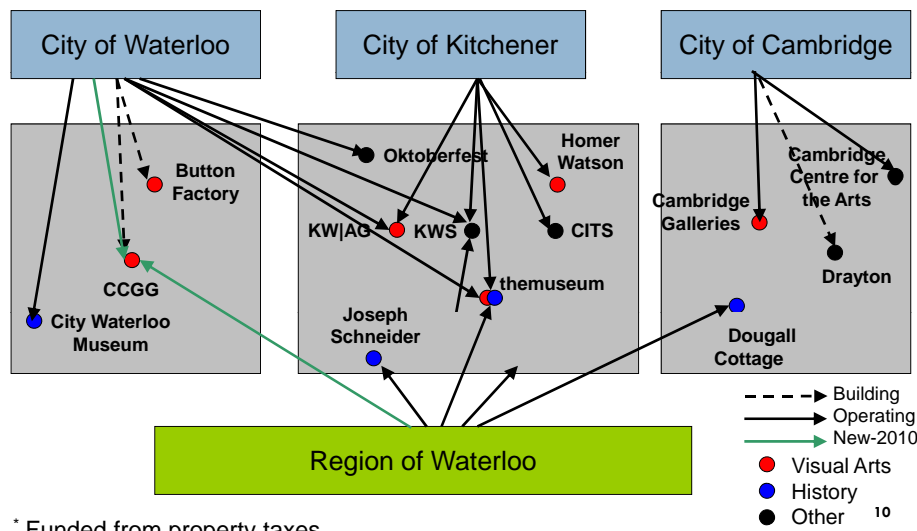 City of Waterloo
City of Kitchener
City of Cambridge
Button
Factory
CCGG
City Waterloo
Museum
Oktoberfest
Homer
Watson
KW|AG
KWS
CITS
themuseum
Joseph
Schneider
Cambridge
Centre for
the Arts
Cambridge
Galleries
Drayton
Dougall
Cottage
Region of Waterloo
Building
Operating
New-2010
Visual Arts
History
Other
10
* Funded from property taxes